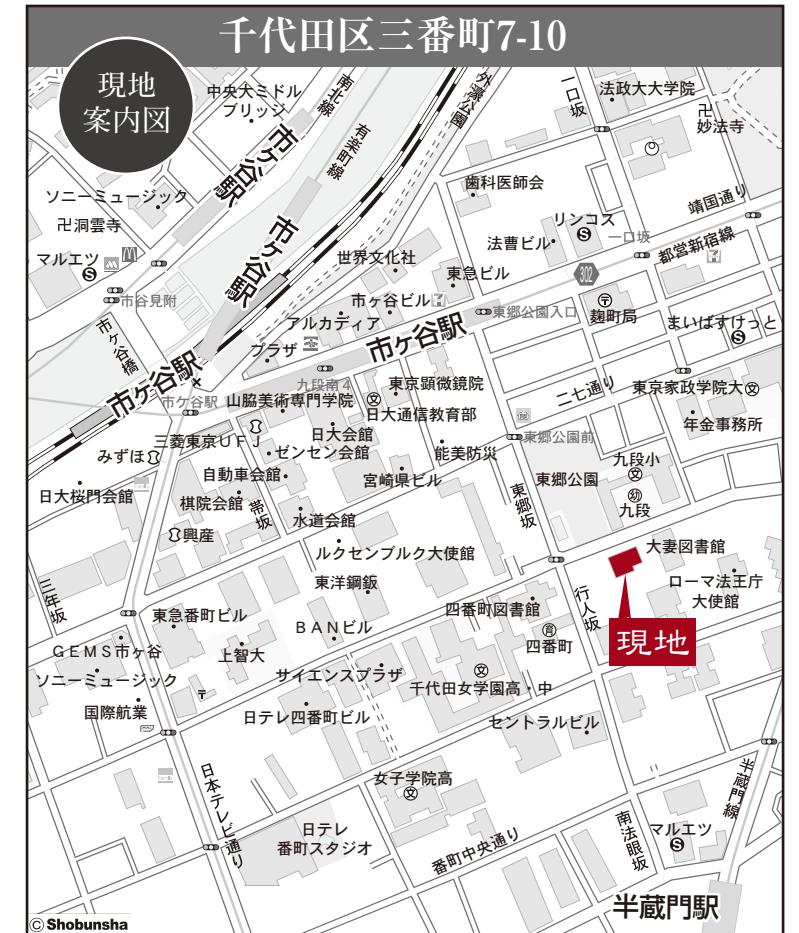 千代田区三番町7-10
現地
案内図
中央大ミドル
ブリッジ
南北線
有楽町線
外濠公園
一口坂
法政大大学院
卍
妙法寺
市ヶ谷駅
ソニーミュージック
卍洞雲寺
マルエツ
S
市谷見附
市ヶ谷橋
市ヶ谷駅
歯科医師会
リンコス
S
法曹ビル
一口坂
靖国通り
都営新宿線
世界文化社
東急ビル
302
市ヶ谷ビル
アルカディア
プラザ
市ヶ谷駅
東郷公園入口
麹町局
まいばすけっと
S
市ヶ谷駅
市ケ谷駅
九段南4
山脇美術専門学院
文
東京顕微鏡院
日大通信教育部
二七通り
東京家政学院大文
年金事務所
三菱東京UFJ
日大会館
ゼンセン会館
能美防災
東郷公園前
みずほ
自動車会館
宮崎県ビル
東郷公園
九段小
文
幼
九段
日大桜門会館
棋院会館
帯坂
水道会館
東郷坂
興産
ルクセンブルク大使館
大妻図書館
東洋鋼鈑
ローマ法王庁
大使館
三年坂
東急番町ビル
BANビル
四番町図書館
行人坂
育
四番町
現地
GEMS市ヶ谷
上智大
ソニーミュージック
サイエンスプラザ
文
千代田女学園高・中
国際航業
〒
日テレ四番町ビル
セントラルビル
日本テレビ通り
女子学院高
文
半蔵門線
日テレ
番町スタジオ
番町中央通り
南法眼坂
マルエツ
S
半蔵門駅
© Shobunsha